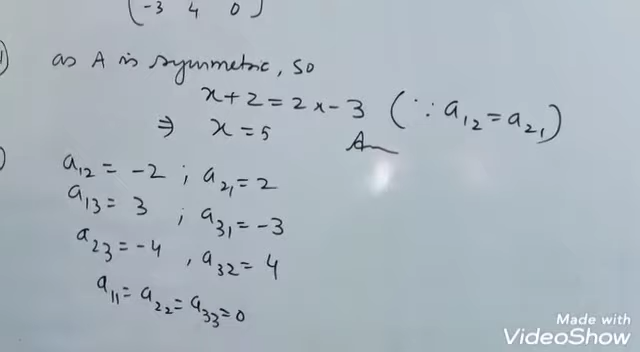 (-3 4 0)
)
as A is symmetric, so
x+2 = 2x-3 (∵ a₁₂ = a₂₁)
⇒ x = 5
)
a₁₂ = -2 ; a₂₁ = 2
a₁₃ = 3 ; a₃₁ = -3
a₂₃ = -4 , a₃₂ = 4
a₁₁ = a₂₂ = a₃₃ = 0
Made with
VideoShow